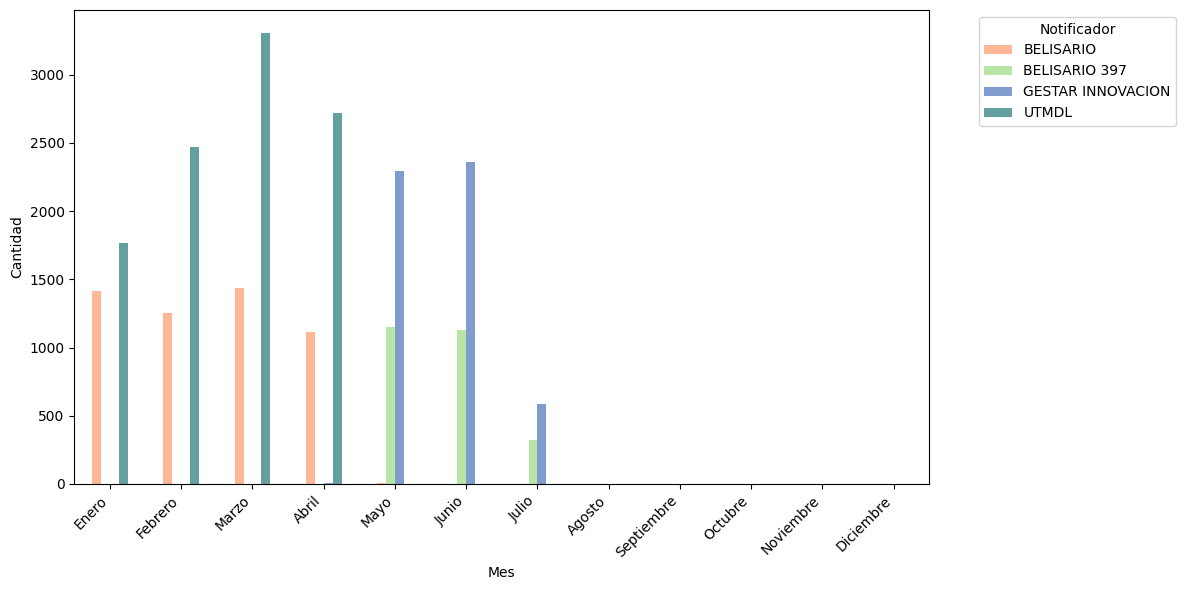 Notificador
BELISARIO
BELISARIO 397
GESTAR INNOVACION
UTMDL
Cantidad
3000
2500
2000
1500
1000
500
0
Enero
Febrero
Marzo
Abril
Mayo
Junio
Julio
Agosto
Septiembre
Octubre
Noviembre
Diciembre
Mes